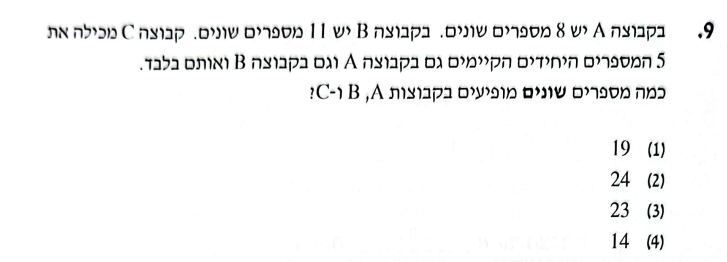 9. בקבוצה A יש 8 מספרים שונים. בקבוצה B יש 11 מספרים שונים. קבוצה C מכילה את
5 המספרים היחידים הקיימים גם בקבוצה A וגם בקבוצה B ואותם בלבד.
כמה מספרים שונים מופיעים בקבוצות A, B ו-C?
(1) 19
(2) 24
(3) 23
(4) 14